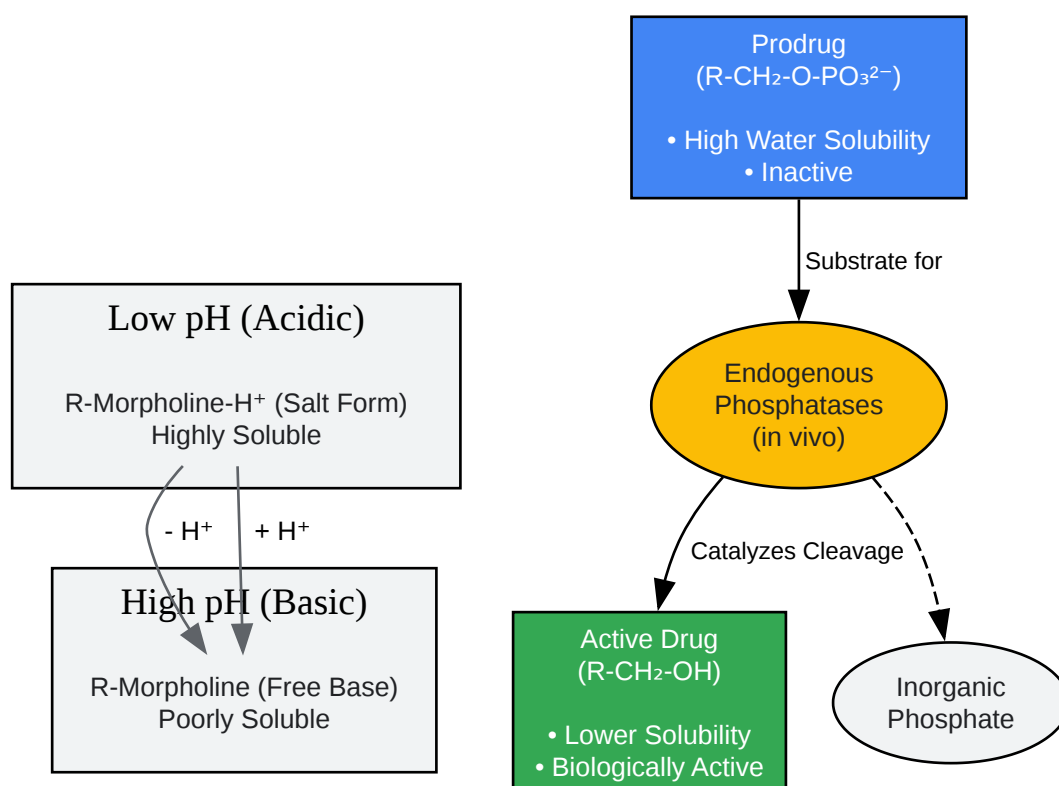 Prodrug
(R-CH₂-O-PO₃²⁻)
• High Water Solubility
• Inactive
Substrate for
Endogenous
Phosphatases
(in vivo)
Catalyzes Cleavage
Active Drug
(R-CH₂-OH)
• Lower Solubility
• Biologically Active
Inorganic
Phosphate
Low pH (Acidic)
R-Morpholine-H⁺ (Salt Form)
Highly Soluble
- H⁺
+ H⁺
High pH (Basic)
R-Morpholine (Free Base)
Poorly Soluble